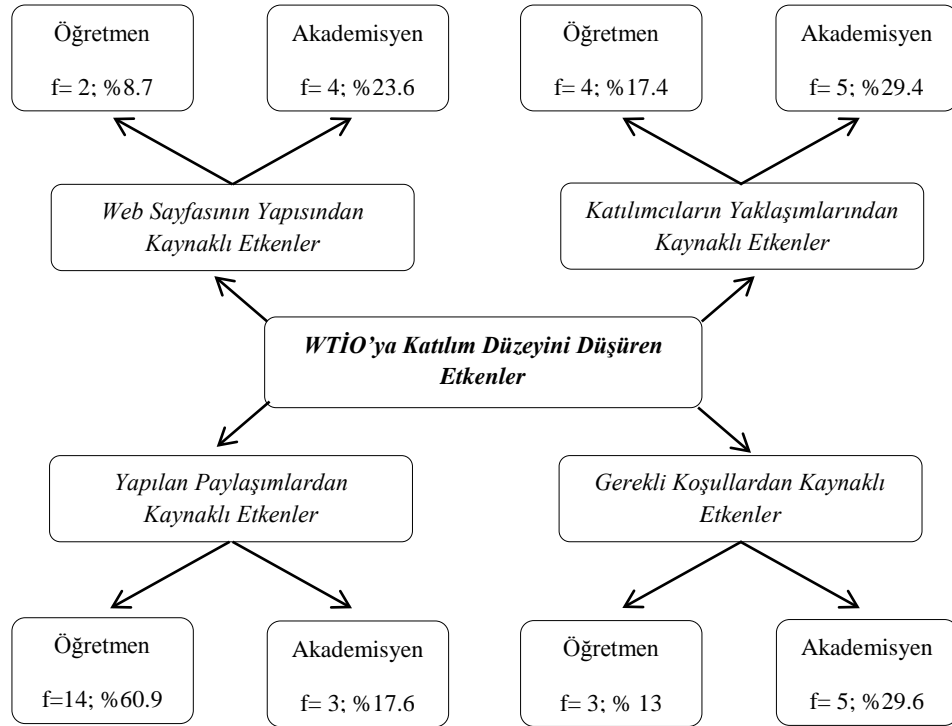 Öğretmen
f= 2; %8.7
Akademisyen
f= 4; %23.6
Öğretmen
f= 4; %17.4
Akademisyen
f= 5; %29.4
Web Sayfasının Yapısından
Kaynaklı Etkenler
Katılımcıların Yaklaşımlarından
Kaynaklı Etkenler
WTİO’ya Katılım Düzeyini Düşüren
Etkenler
Yapılan Paylaşımlardan
Kaynaklı Etkenler
Gerekli Koşullardan Kaynaklı
Etkenler
Öğretmen
f=14; %60.9
Akademisyen
f= 3; %17.6
Öğretmen
f= 3; % 13
Akademisyen
f= 5; %29.6